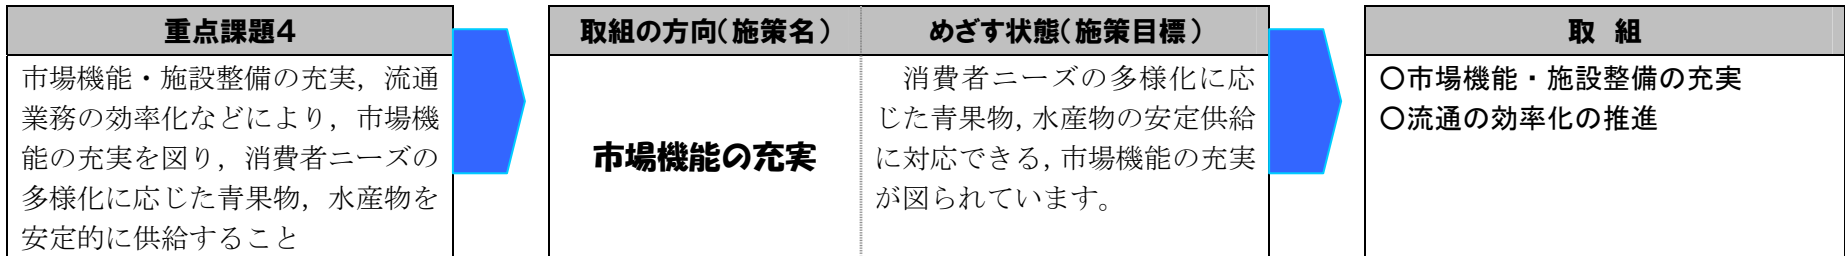 重点課題4
市場機能・施設整備の充実，流通
業務の効率化などにより，市場機
能の充実を図り，消費者ニーズの
多様化に応じた青果物，水産物を
安定的に供給すること
取組の方向(施策名)
市場機能の充実
めざす状態(施策目標)
消費者ニーズの多様化に応
じた青果物，水産物の安定供給
に対応できる，市場機能の充実
が図られています。
取 組
○市場機能・施設整備の充実
○流通の効率化の推進